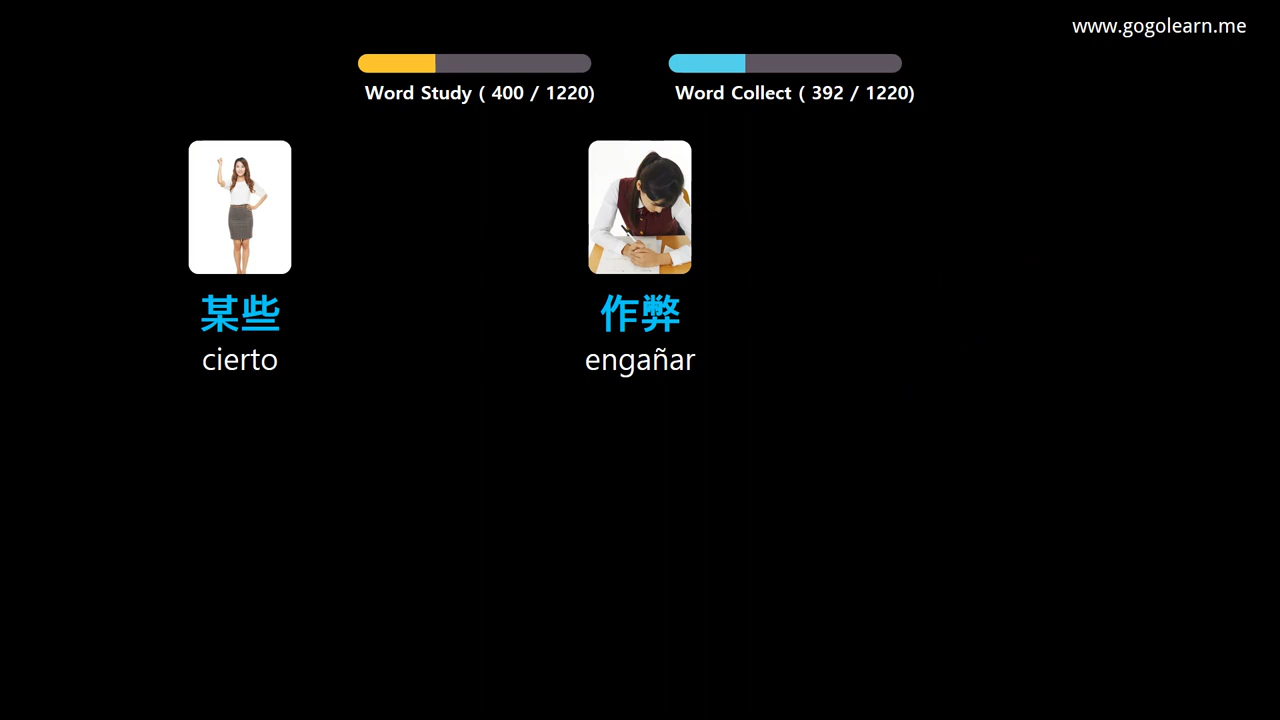 www.gogolearn.me
Word Study ( 400 / 1220)
Word Collect ( 392 / 1220)
某些
cierto
作弊
engañar